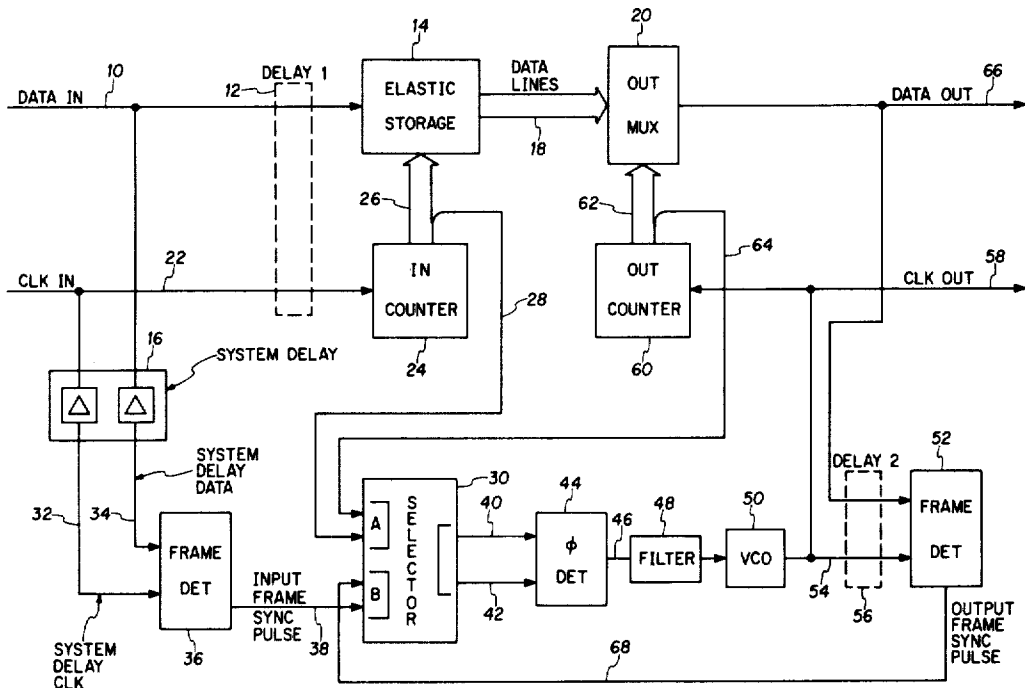 10
DATA IN
12
DELAY 1
14
ELASTIC
STORAGE
DATA
LINES
18
20
OUT
MUX
66
DATA OUT
26
28
62
64
22
CLK IN
IN
COUNTER
24
OUT
COUNTER
60
58
CLK OUT
16
SYSTEM DELAY
Δ
Δ
SYSTEM
DELAY
DATA
32
34
FRAME
DET
36
SYSTEM
DELAY
CLK
INPUT
FRAME
SYNC
PULSE
38
30
A
B
SELECTOR
40
42
44
ϕ
DET
46
48
FILTER
50
VCO
54
DELAY 2
56
52
FRAME
DET
OUTPUT
FRAME
SYNC
PULSE
68